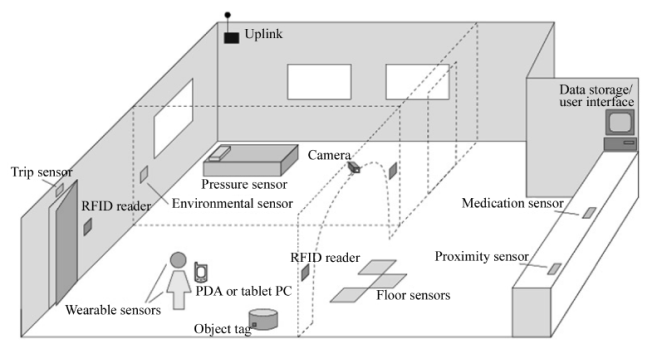 Uplink
Data storage/
user interface
Camera
Trip sensor
Pressure sensor
RFID reader
Environmental sensor
Medication sensor
RFID reader
Proximity sensor
PDA or tablet PC
Floor sensors
Wearable sensors
Object tag